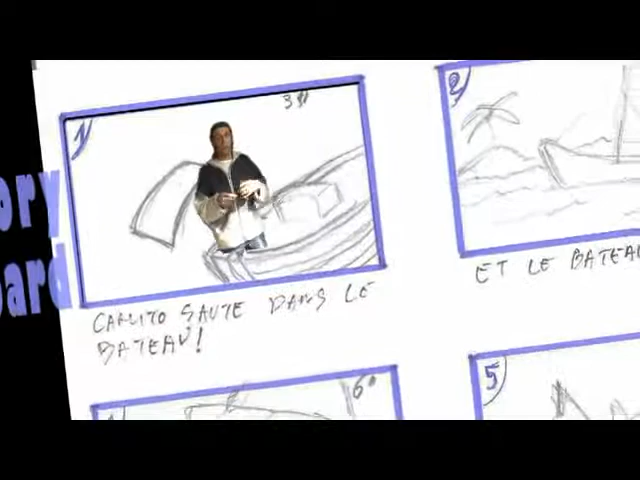 ory
oard
1
3"
2
CARLITO SAUTE DANS LE
BATEAU!
ET LE BATEAU
6"
5